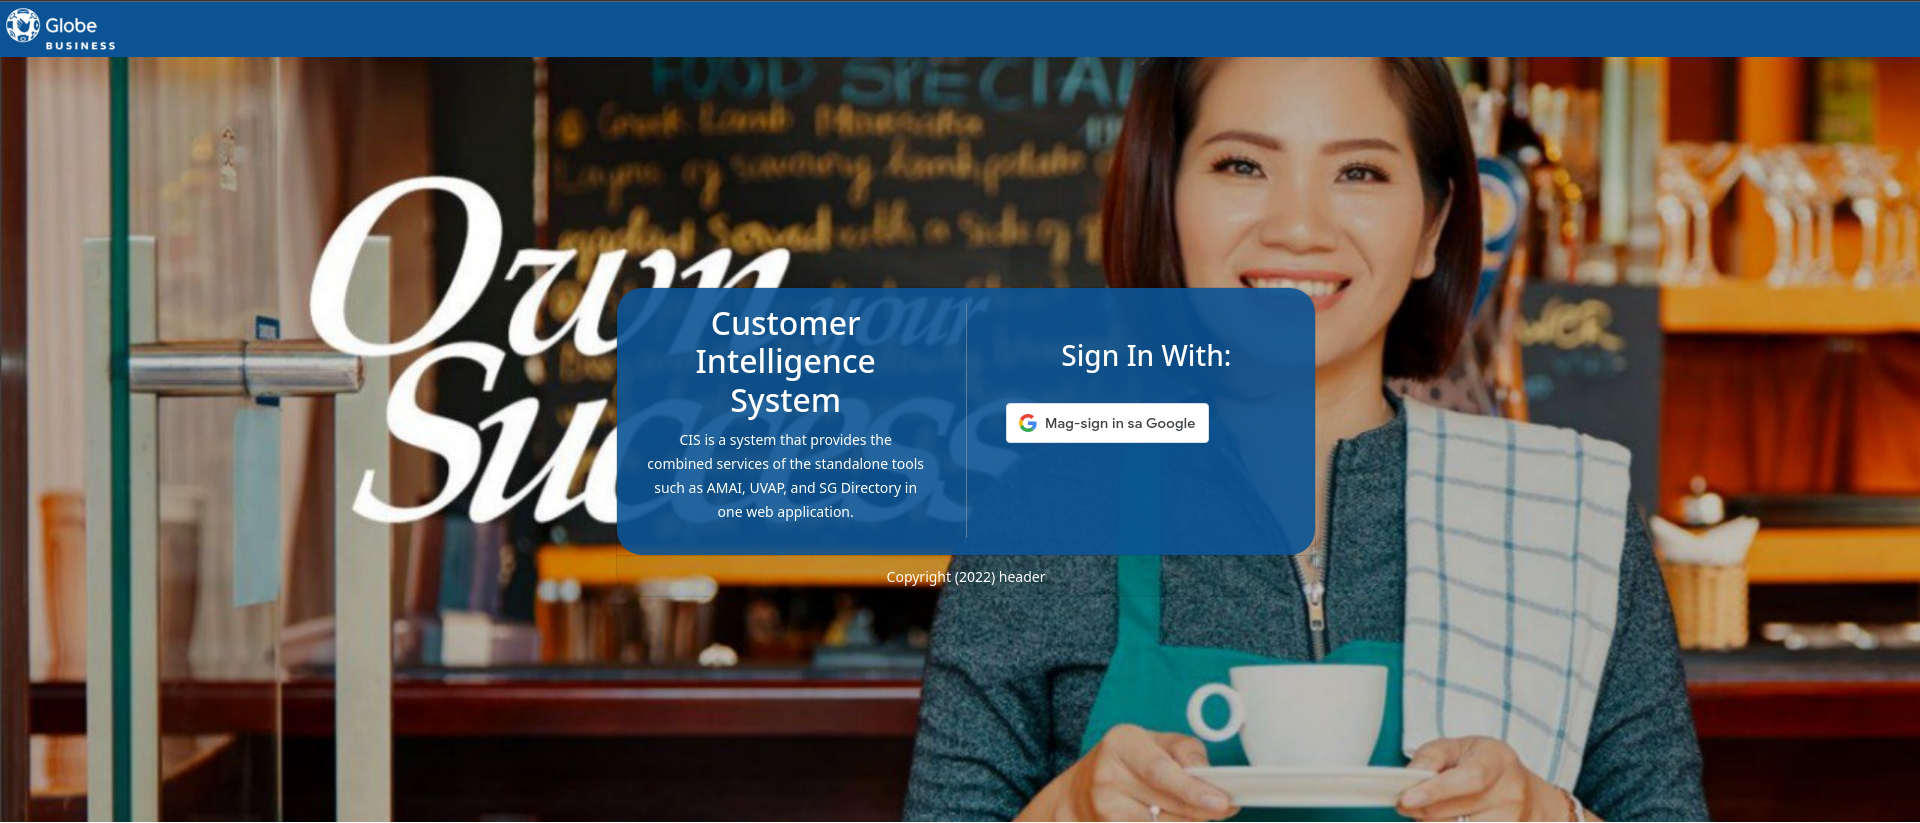 Globe
BUSINESS
FOOD SPECIAL
Own your
Success
Customer
Intelligence
System
CIS is a system that provides the
combined services of the standalone tools
such as AMAI, UVAP, and SG Directory in
one web application.
Sign In With:
Mag-sign in sa Google
Copyright (2022) header